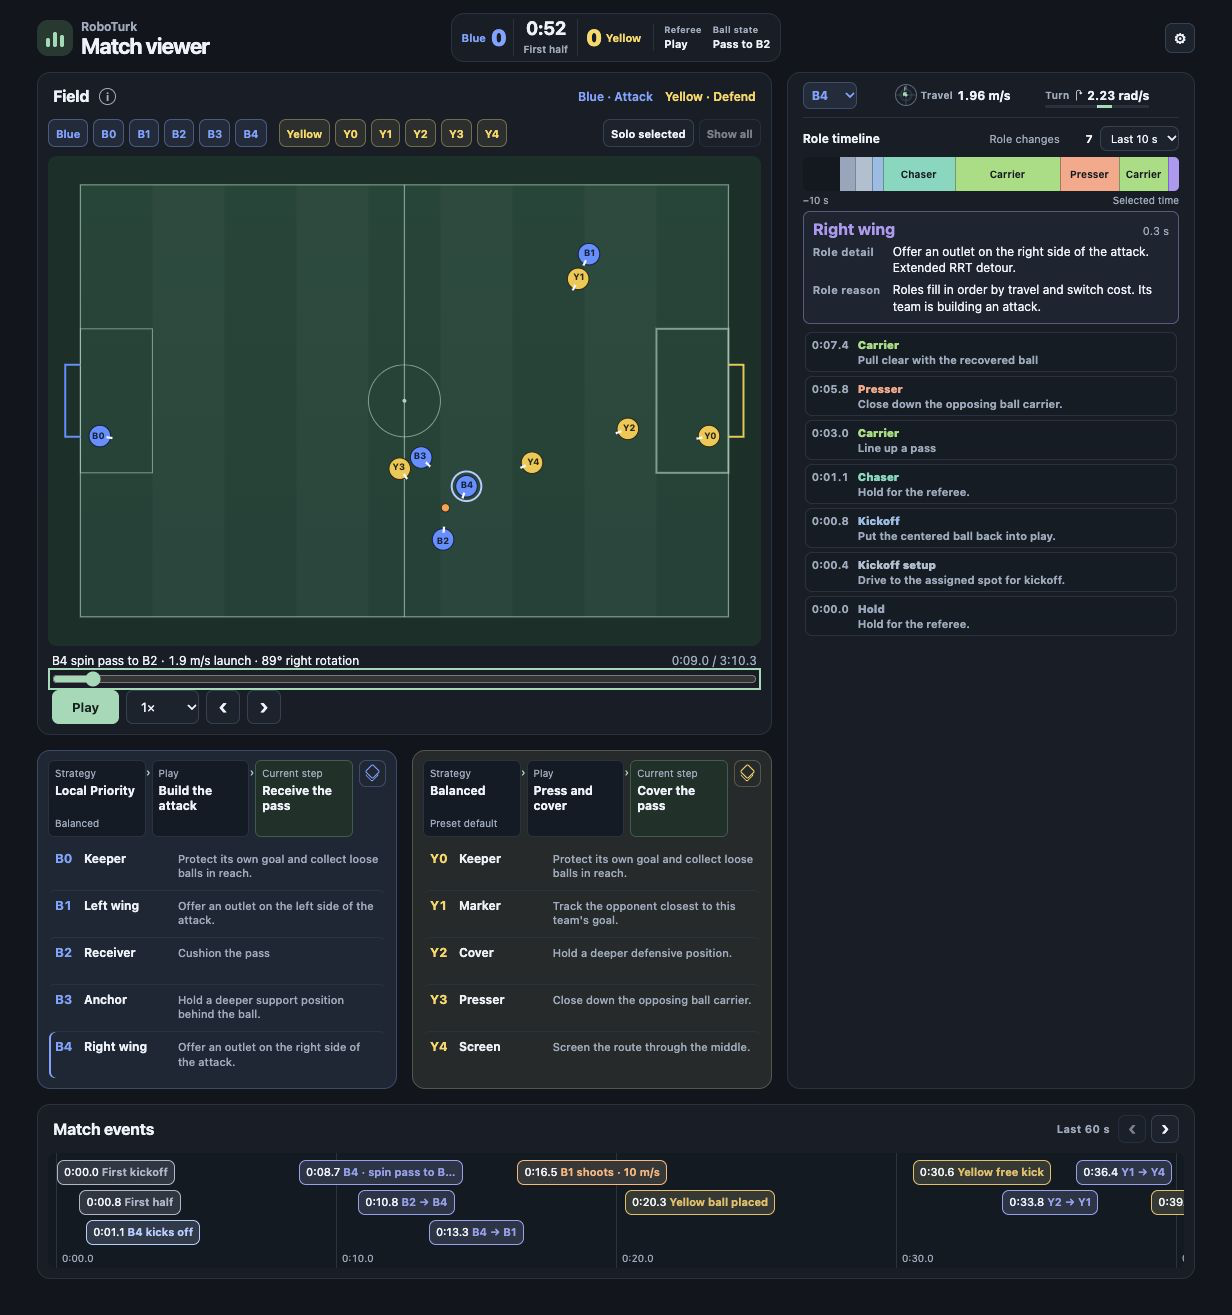 RoboTurk
Match viewer
Blue 0
0:52
First half
0 Yellow
Referee
Play
Ball state
Pass to B2
Field
Blue · Attack Yellow · Defend
Blue B0 B1 B2 B3 B4 Yellow Y0 Y1 Y2 Y3 Y4 Solo selected Show all
B1
Y1
Y2
Y0
B0
B3
Y3
Y4
B4
B2
B4 spin pass to B2 · 1.9 m/s launch · 89° right rotation 0:09.0 / 3:10.3
Play 1×
B4 Travel 1.96 m/s Turn 2.23 rad/s
Role timeline Role changes 7 Last 10 s
Chaser Carrier Presser Carrier
−10 s Selected time
Right wing 0.3 s
Role detail Offer an outlet on the right side of the attack.
Extended RRT detour.
Role reason Roles fill in order by travel and switch cost. Its
team is building an attack.
0:07.4 Carrier
Pull clear with the recovered ball
0:05.8 Presser
Close down the opposing ball carrier.
0:03.0 Carrier
Line up a pass
0:01.1 Chaser
Hold for the referee.
0:00.8 Kickoff
Put the centered ball back into play.
0:00.4 Kickoff setup
Drive to the assigned spot for kickoff.
0:00.0 Hold
Hold for the referee.
Strategy
Local Priority
Balanced
Play
Build the
attack
Current step
Receive the
pass
B0 Keeper Protect its own goal and collect loose
balls in reach.
B1 Left wing Offer an outlet on the left side of the
attack.
B2 Receiver Cushion the pass
B3 Anchor Hold a deeper support position
behind the ball.
B4 Right wing Offer an outlet on the right side of
the attack.
Strategy
Balanced
Preset default
Play
Press and
cover
Current step
Cover the
pass
Y0 Keeper Protect its own goal and collect loose
balls in reach.
Y1 Marker Track the opponent closest to this
team's goal.
Y2 Cover Hold a deeper defensive position.
Y3 Presser Close down the opposing ball carrier.
Y4 Screen Screen the route through the middle.
Match events Last 60 s
0:00.0 First kickoff 0:08.7 B4 · spin pass to B... 0:16.5 B1 shoots · 10 m/s 0:30.6 Yellow free kick 0:36.4 Y1 → Y4
0:00.8 First half 0:10.8 B2 → B4 0:20.3 Yellow ball placed 0:33.8 Y2 → Y1 0:39.
0:01.1 B4 kicks off 0:13.3 B4 → B1
0:00.0 0:10.0 0:20.0 0:30.0